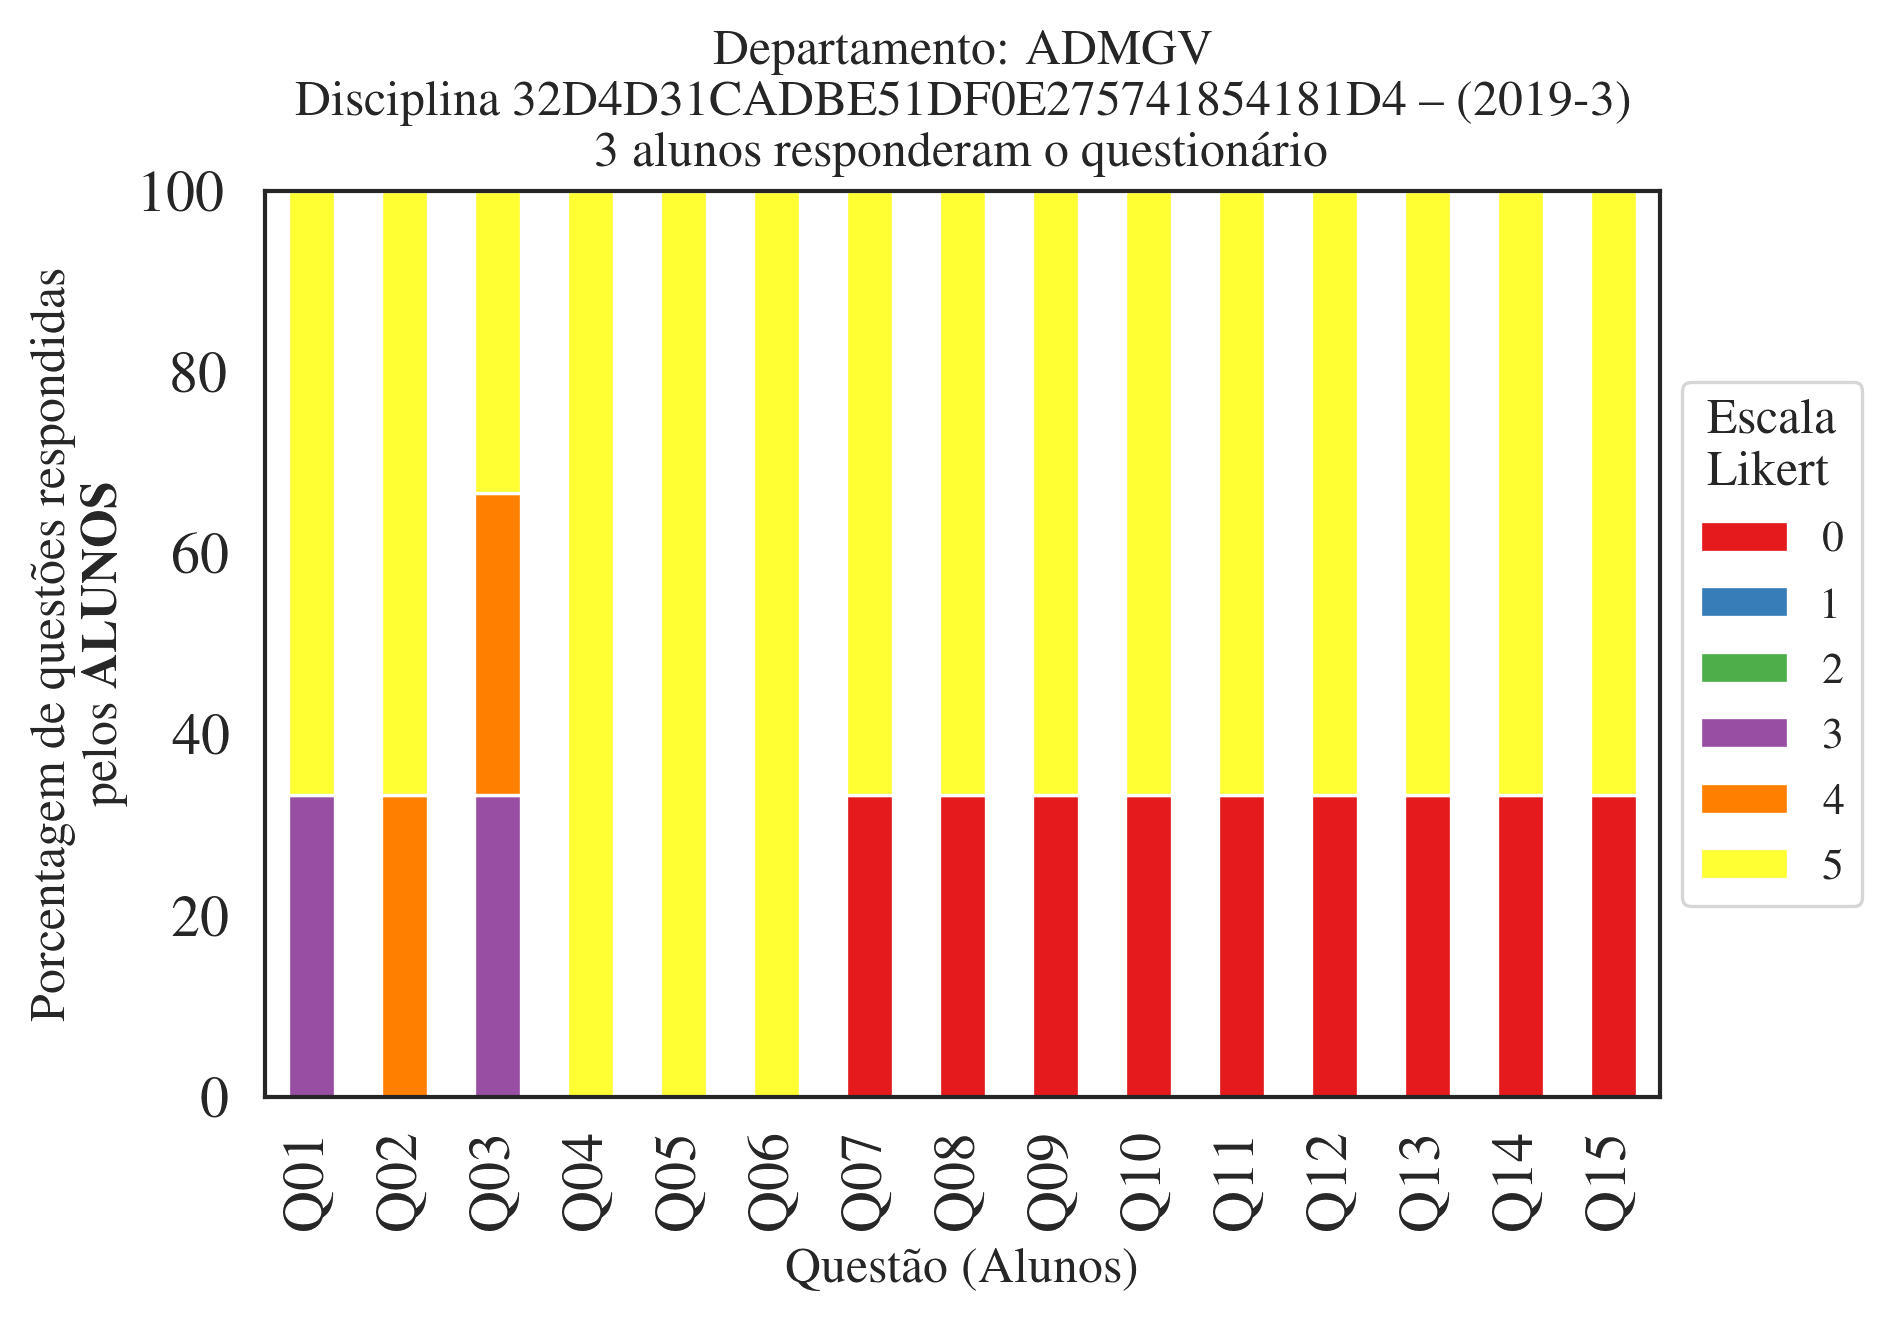 Departamento: ADMGV
Disciplina 32D4D31CADBE51DF0E275741854181D4 – (2019-3)
3 alunos responderam o questionário
Porcentagem de questões respondidas
pelos ALUNOS
100
80
60
40
20
0
Q01
Q02
Q03
Q04
Q05
Q06
Q07
Q08
Q09
Q10
Q11
Q12
Q13
Q14
Q15
Questão (Alunos)
Escala
Likert
0
1
2
3
4
5